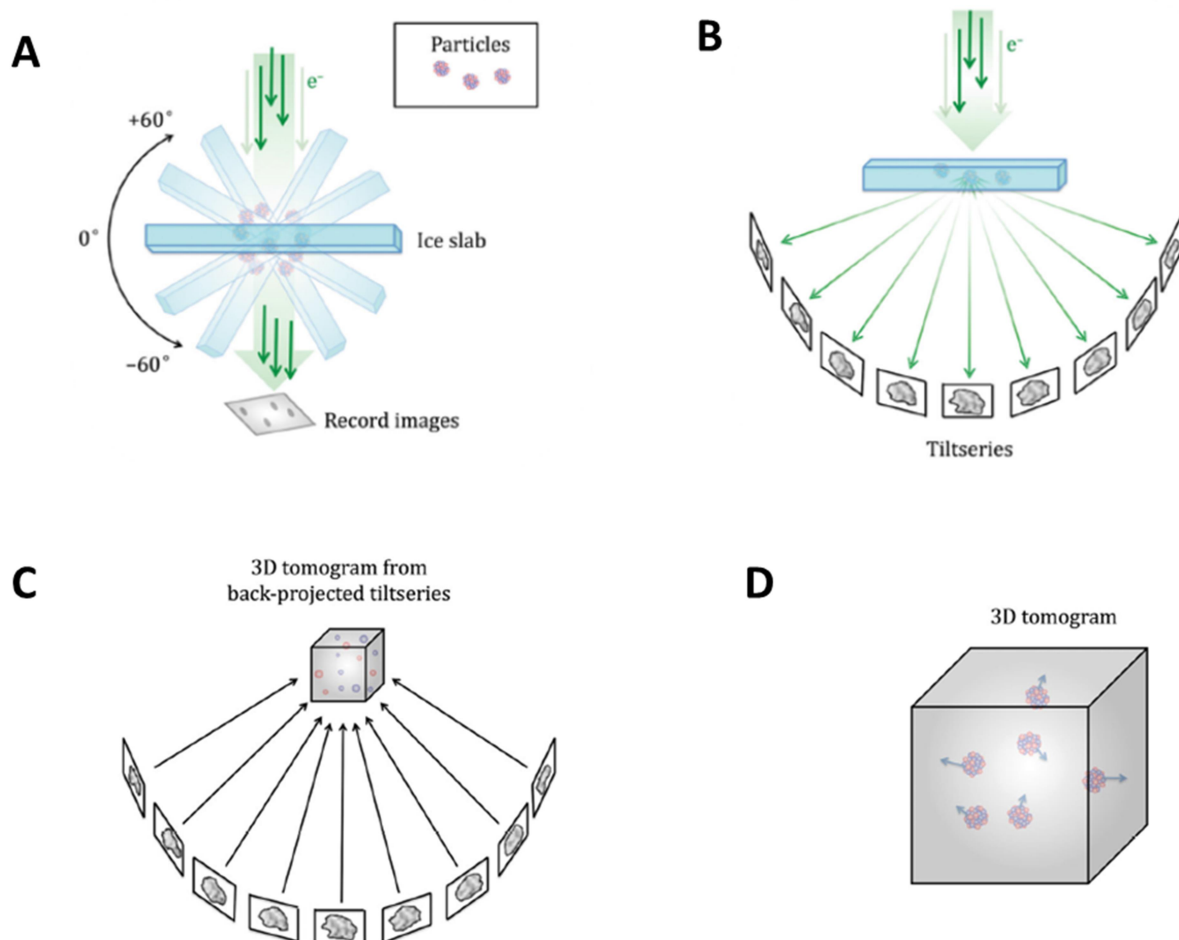 A
Particles
e⁻
+60°
0°
Ice slab
−60°
Record images
B
e⁻
Tiltseries
C
3D tomogram from
back-projected tiltseries
D
3D tomogram